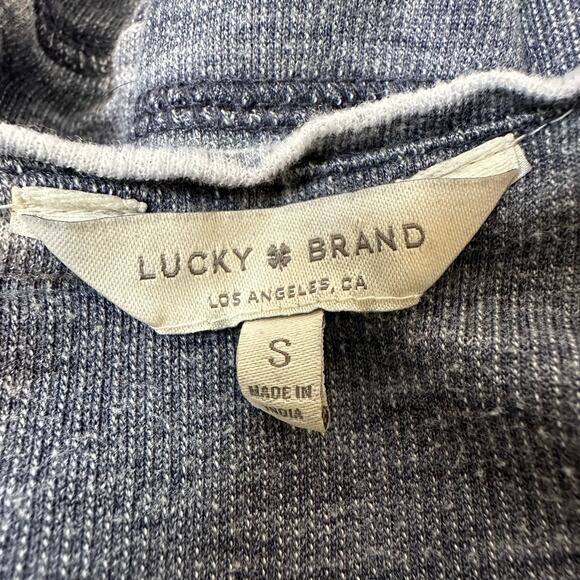 LUCKY BRAND
LOS ANGELES, CA
S
MADE IN
INDIA